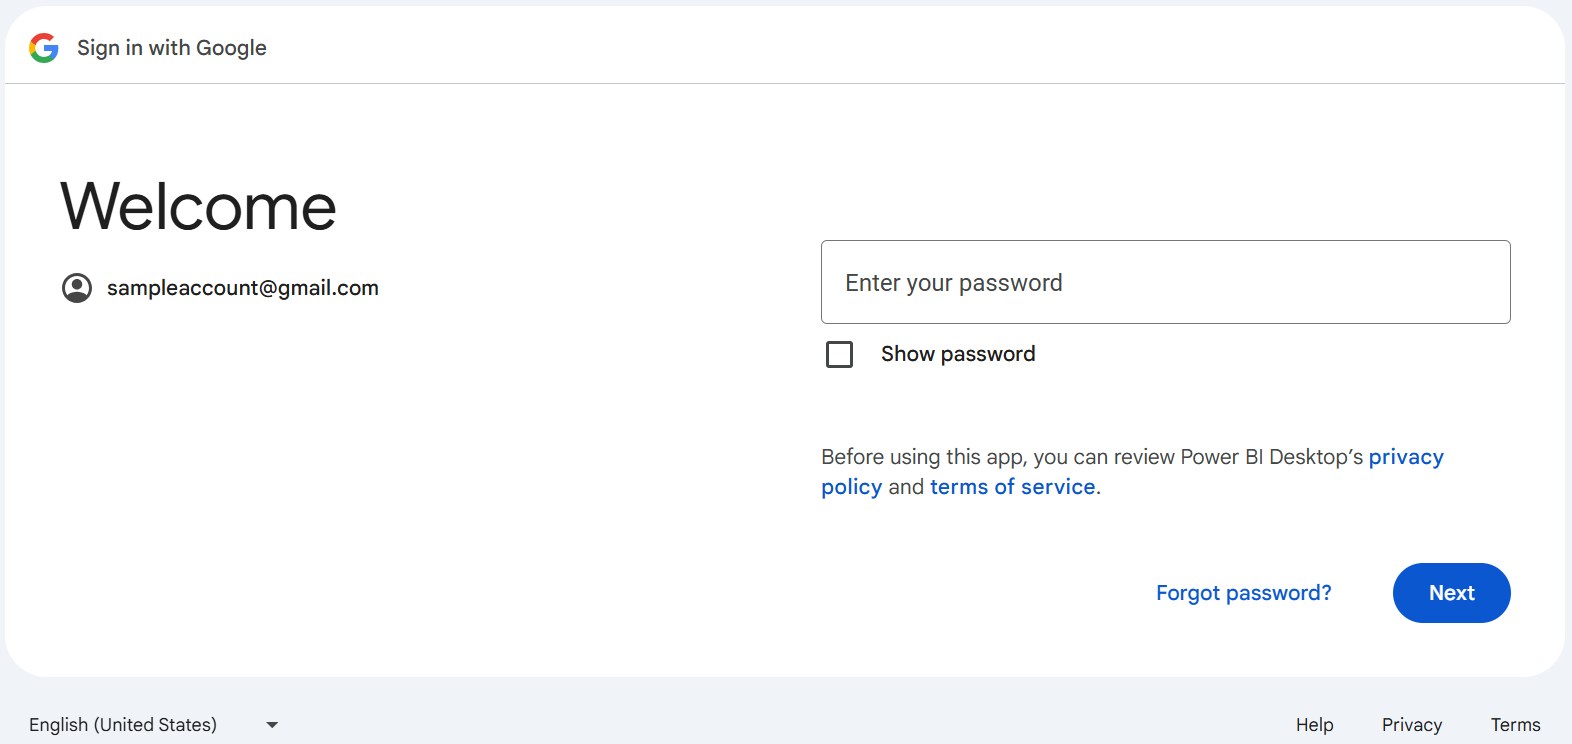 Sign in with Google
Welcome
sampleaccount@gmail.com
Enter your password
Show password
Before using this app, you can review Power BI Desktop’s privacy
policy and terms of service.
Forgot password?
Next
English (United States)
Help
Privacy
Terms